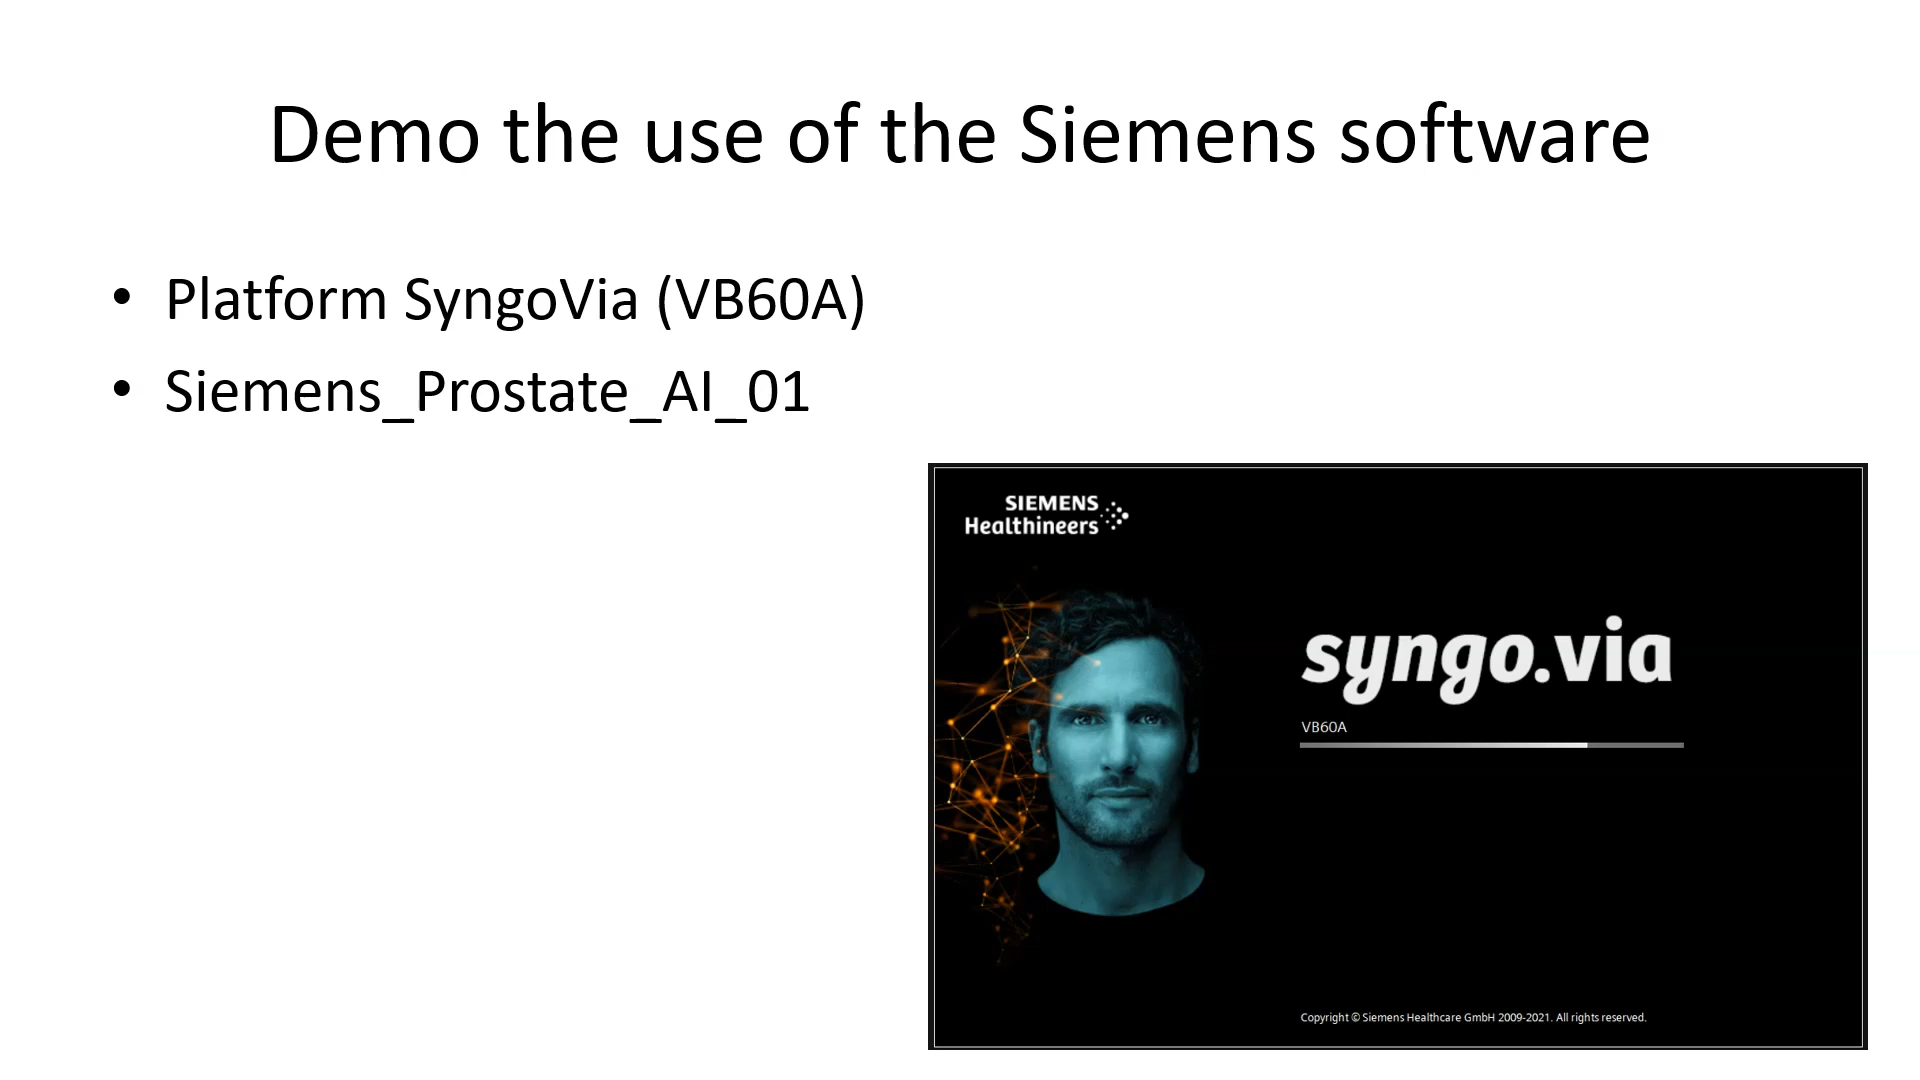 Demo the use of the Siemens software
• Platform SyngoVia (VB60A)
• Siemens_Prostate_AI_01
SIEMENS
Healthineers
syngo.via
VB60A
Copyright © Siemens Healthcare GmbH 2009-2021. All rights reserved.